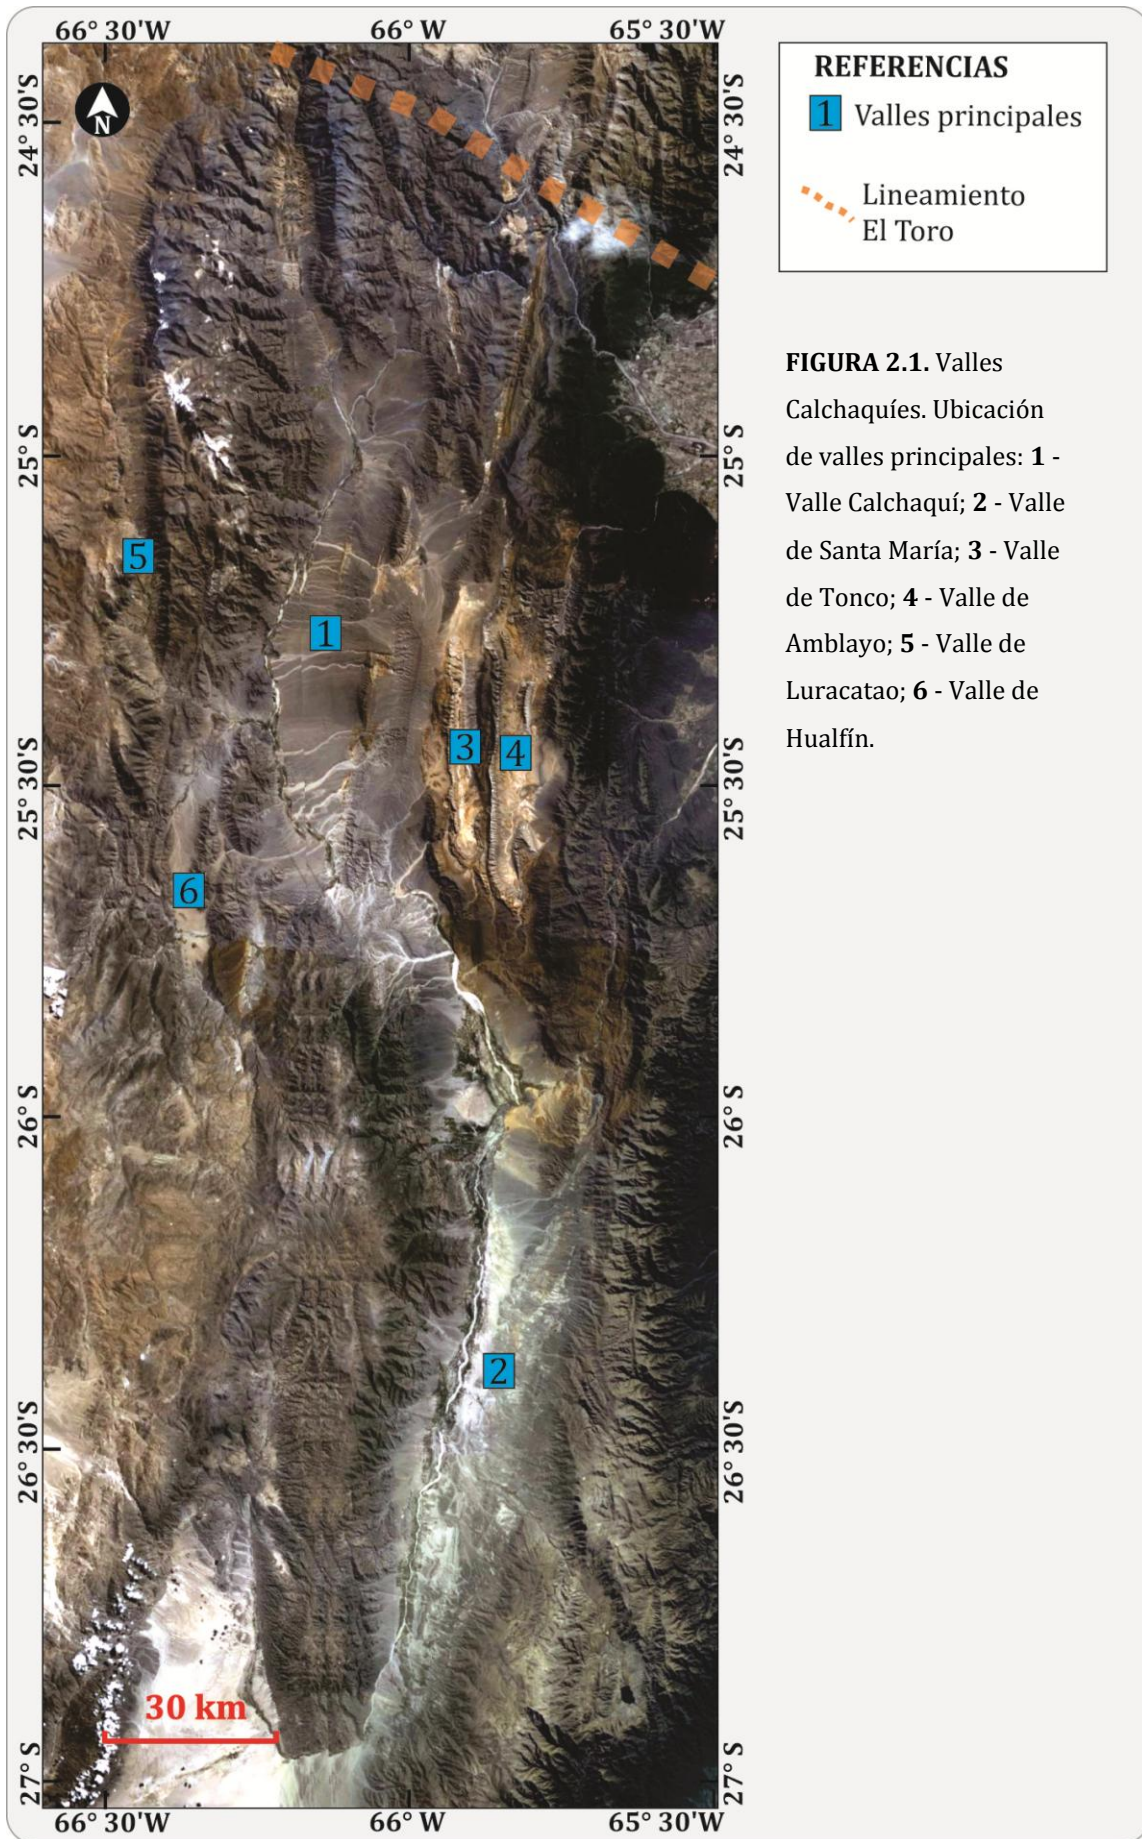 66° 30'W 66° W 65° 30'W
24° 30'S
25° S
25° 30'S
26° S
26° 30'S
27° S
N
5
1
3
4
6
2
30 km
24° 30'S
25° S
25° 30'S
26° S
26° 30'S
27° S
66° 30'W 66° W 65° 30'W
REFERENCIAS
1 Valles principales
Lineamiento
El Toro
FIGURA 2.1. Valles
Calchaquíes. Ubicación
de valles principales: 1 -
Valle Calchaquí; 2 - Valle
de Santa María; 3 - Valle
de Tonco; 4 - Valle de
Amblayo; 5 - Valle de
Luracatao; 6 - Valle de
Hualfín.